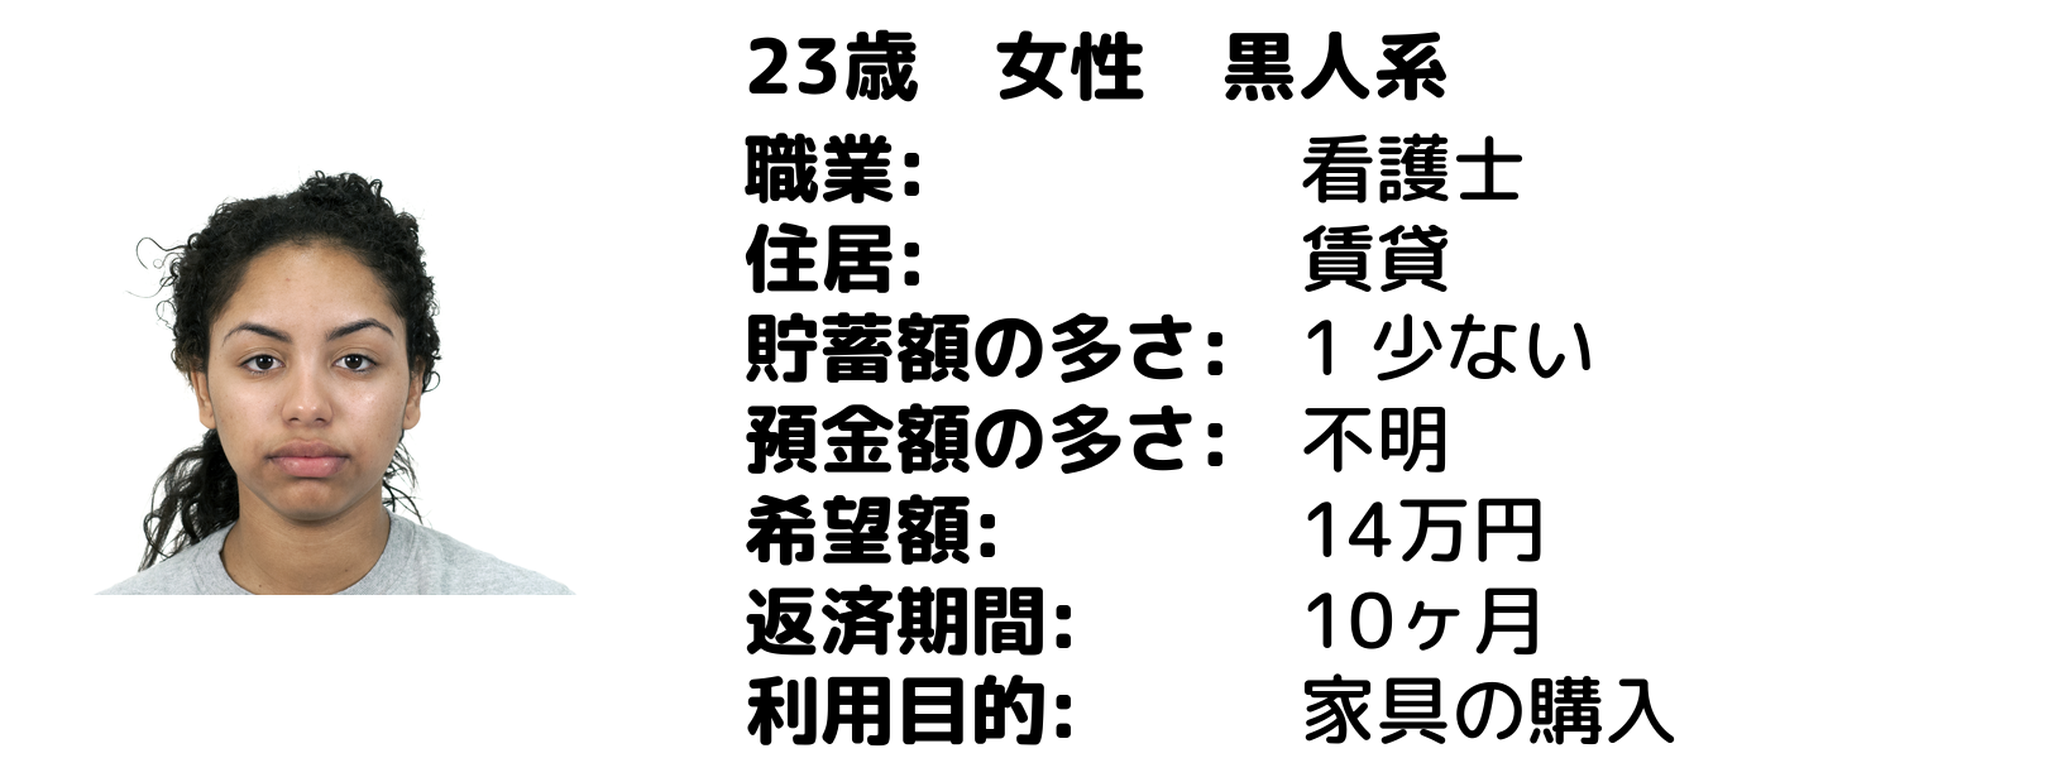 23歳　女性　黒人系
職業: 看護士
住居: 賃貸
貯蓄額の多さ: 1 少ない
預金額の多さ: 不明
希望額: 14万円
返済期間: 10ヶ月
利用目的: 家具の購入